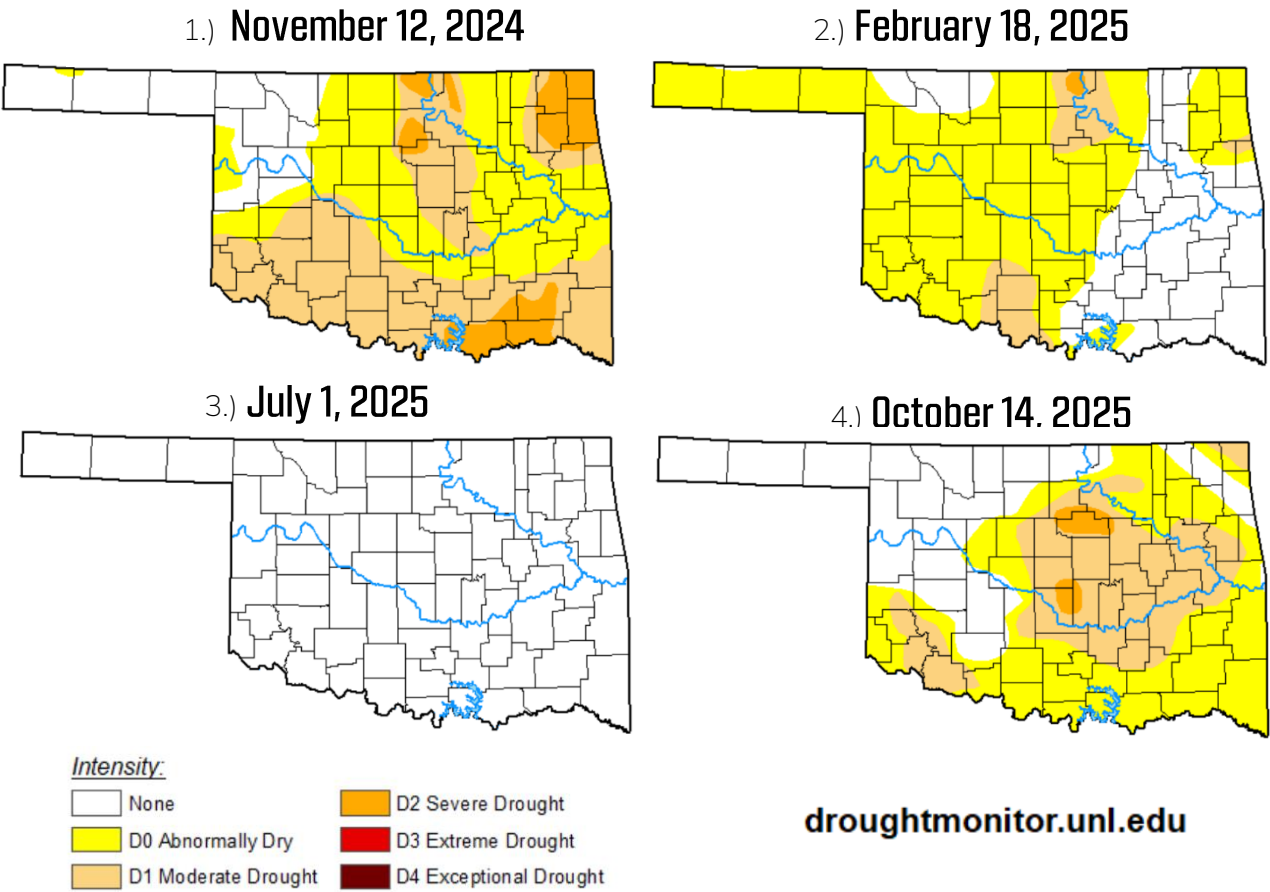 1.) November 12, 2024
2.) February 18, 2025
3.) July 1, 2025
4.) October 14, 2025
Intensity:
None
D0 Abnormally Dry
D1 Moderate Drought
D2 Severe Drought
D3 Extreme Drought
D4 Exceptional Drought
droughtmonitor.unl.edu